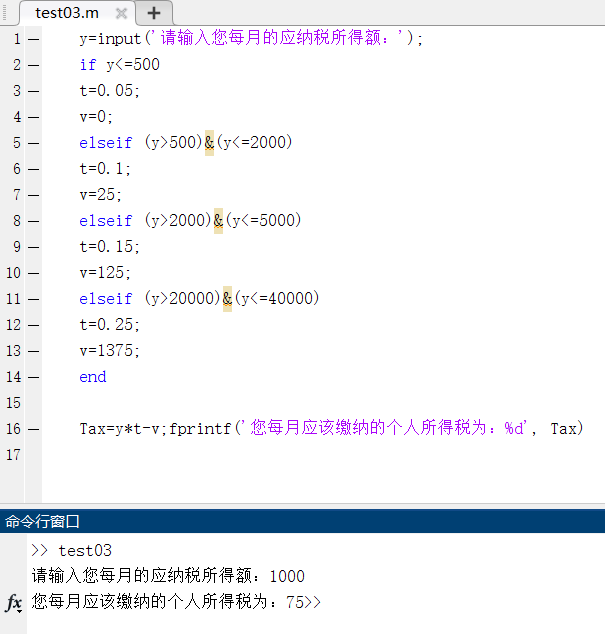 test03.m
1 — y=input('请输入您每月的应纳税所得额：');
2 — if y<=500
3 — t=0.05;
4 — v=0;
5 — elseif (y>500)&(y<=2000)
6 — t=0.1;
7 — v=25;
8 — elseif (y>2000)&(y<=5000)
9 — t=0.15;
10 — v=125;
11 — elseif (y>20000)&(y<=40000)
12 — t=0.25;
13 — v=1375;
14 — end
15
16 — Tax=y*t-v;fprintf('您每月应该缴纳的个人所得税为：%d', Tax)
17
命令行窗口
>> test03
请输入您每月的应纳税所得额：1000
fx 您每月应该缴纳的个人所得税为：75>>